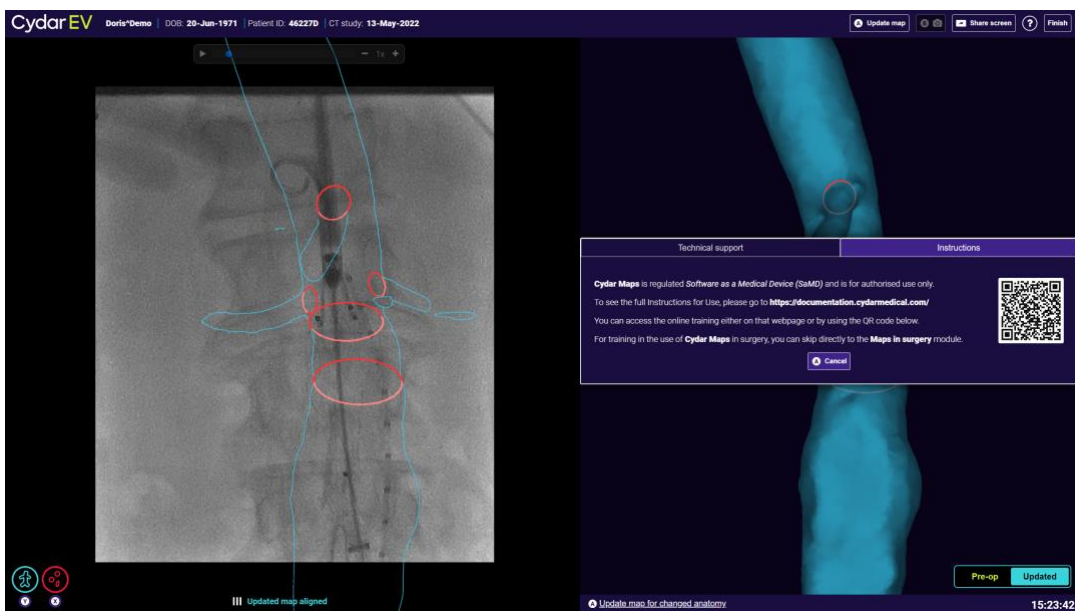 Cydar EV Doris^Demo DOB: 20-Jun-1971 Patient ID: 46227D CT study: 13-May-2022 A Update map B Share screen ? Finish
1x
Technical support Instructions
Cydar Maps is regulated Software as a Medical Device (SaMD) and is for authorised use only.
To see the full Instructions for Use, please go to https://documentation.cydarmedical.com/
You can access the online training either on that webpage or by using the QR code below.
For training in the use of Cydar Maps in surgery, you can skip directly to the Maps in surgery module.
A Cancel
Pre-op Updated
Y X
Updated map aligned
A Update map for changed anatomy
15:23:42